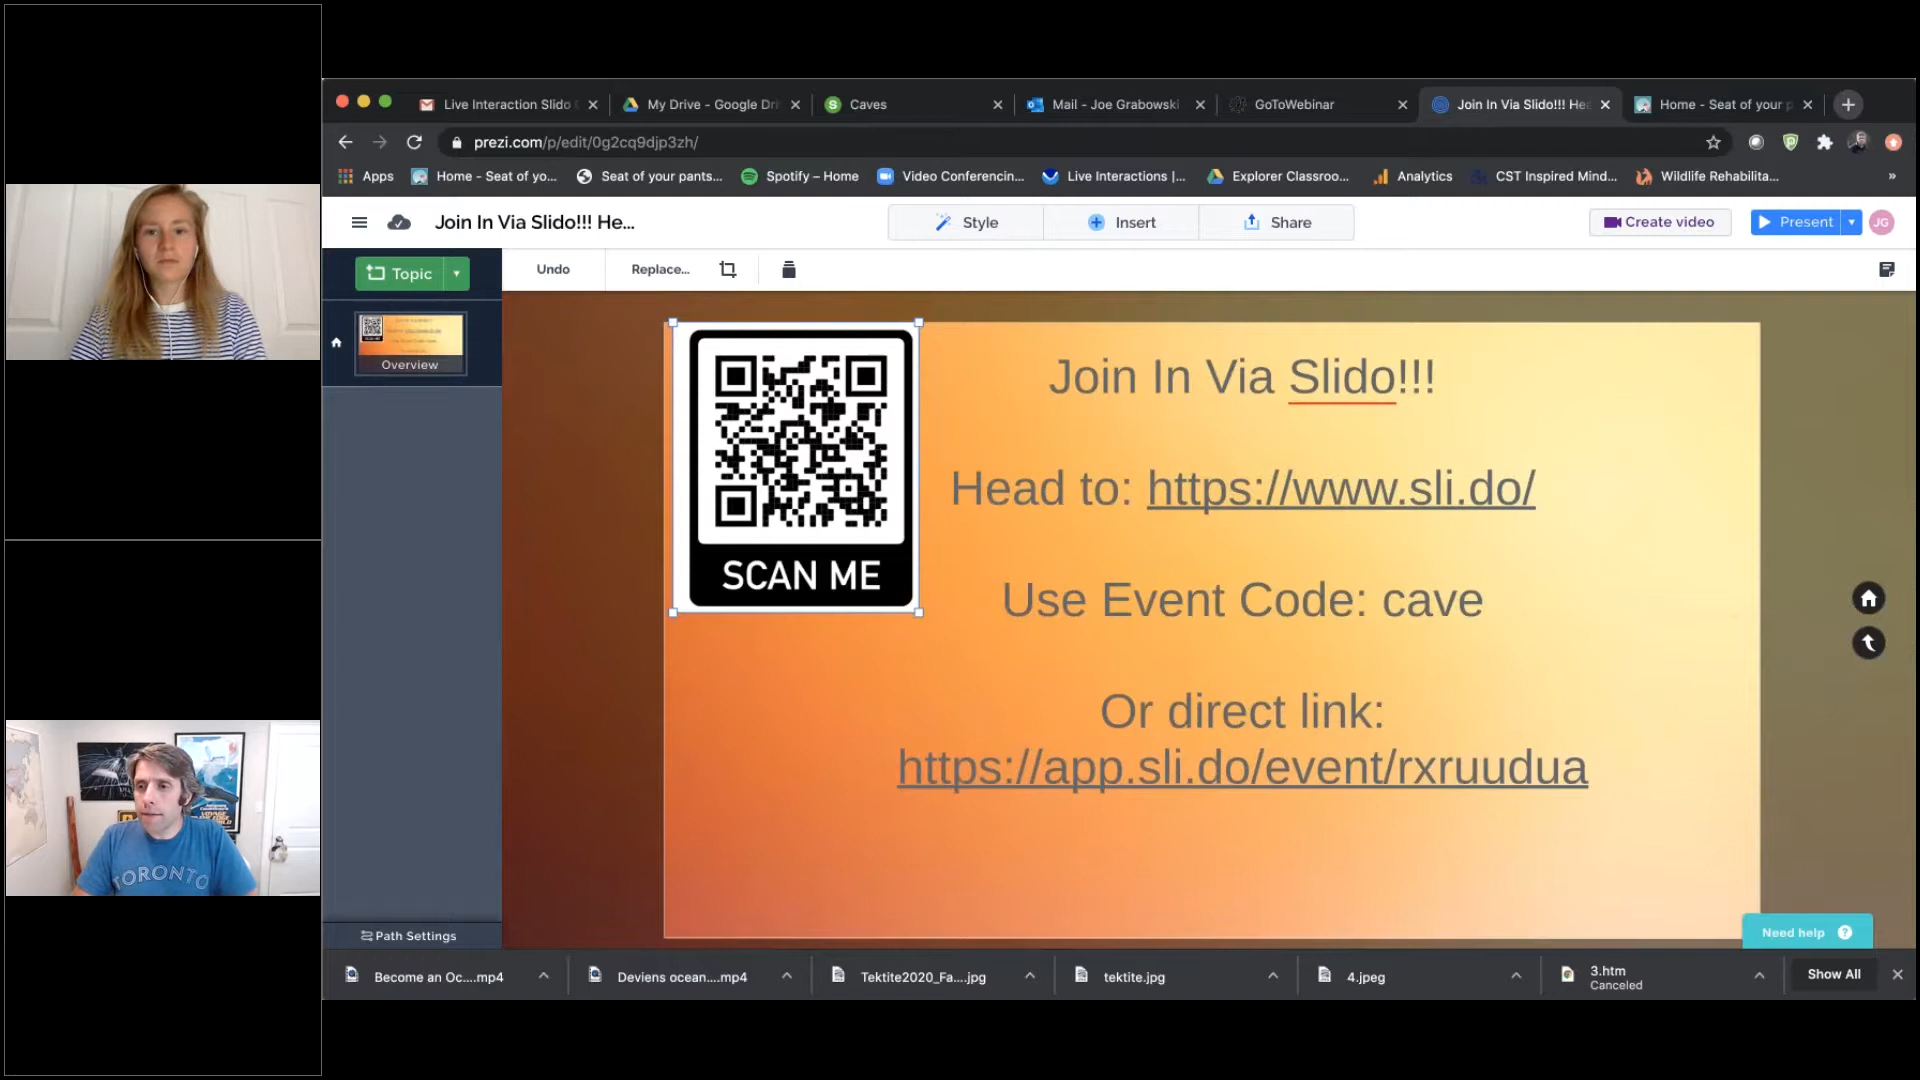 Live Interaction Slido
My Drive - Google Dri
Caves
Mail - Joe Grabowski
GoToWebinar
Join In Via Slido!!! Hea
Home - Seat of your p
prezi.com/p/edit/0g2cq9djp3zh/
Apps
Home - Seat of yo...
Seat of your pants...
Spotify – Home
Video Conferencin...
Live Interactions |...
Explorer Classroo...
Analytics
CST Inspired Mind...
Wildlife Rehabilita...
»
Join In Via Slido!!! He...
Style
Insert
Share
Create video
Present
JG
Topic
Undo
Replace...
Overview
SCAN ME
Join In Via Slido!!!
Head to: https://www.sli.do/
Use Event Code: cave
Or direct link:
https://app.sli.do/event/rxruudua
TORONTO
Path Settings
Need help ?
Become an Oc....mp4
Deviens ocean....mp4
Tektite2020_Fa....jpg
tektite.jpg
4.jpeg
3.htm
Canceled
Show All